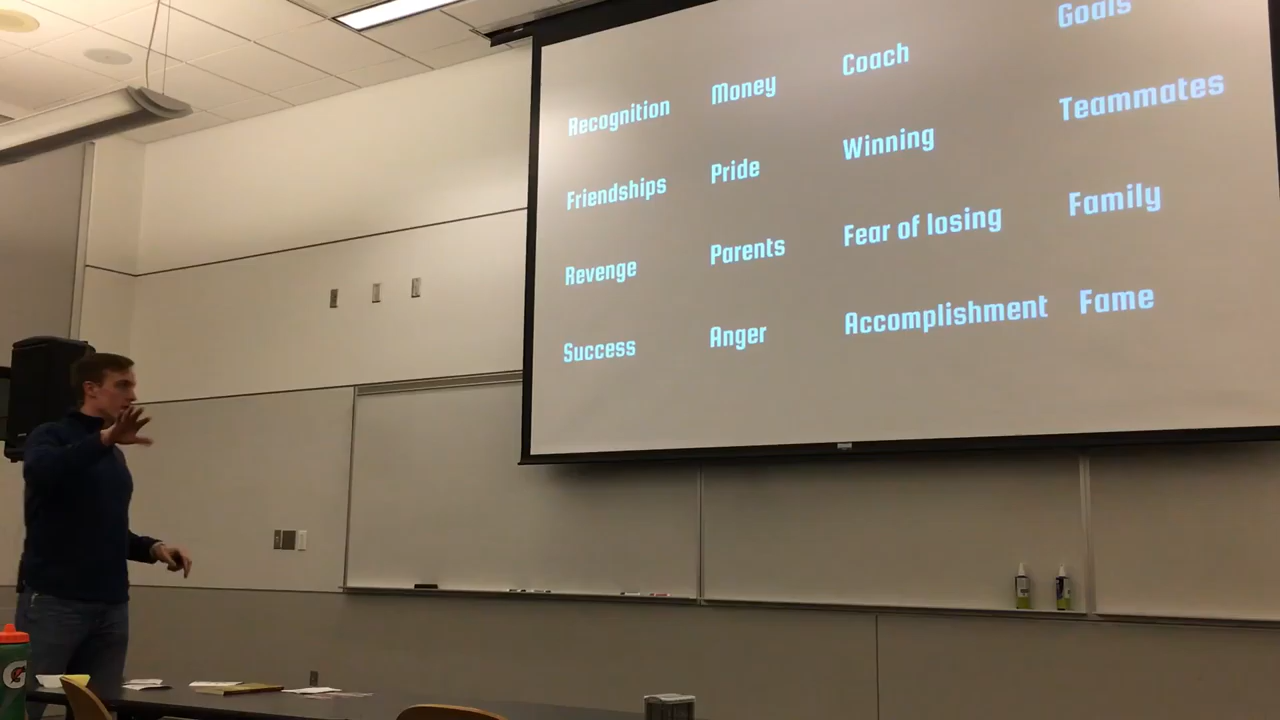 Recognition Money Coach Goals
Friendships Pride Winning Teammates
Revenge Parents Fear of losing Family
Success Anger Accomplishment Fame
G